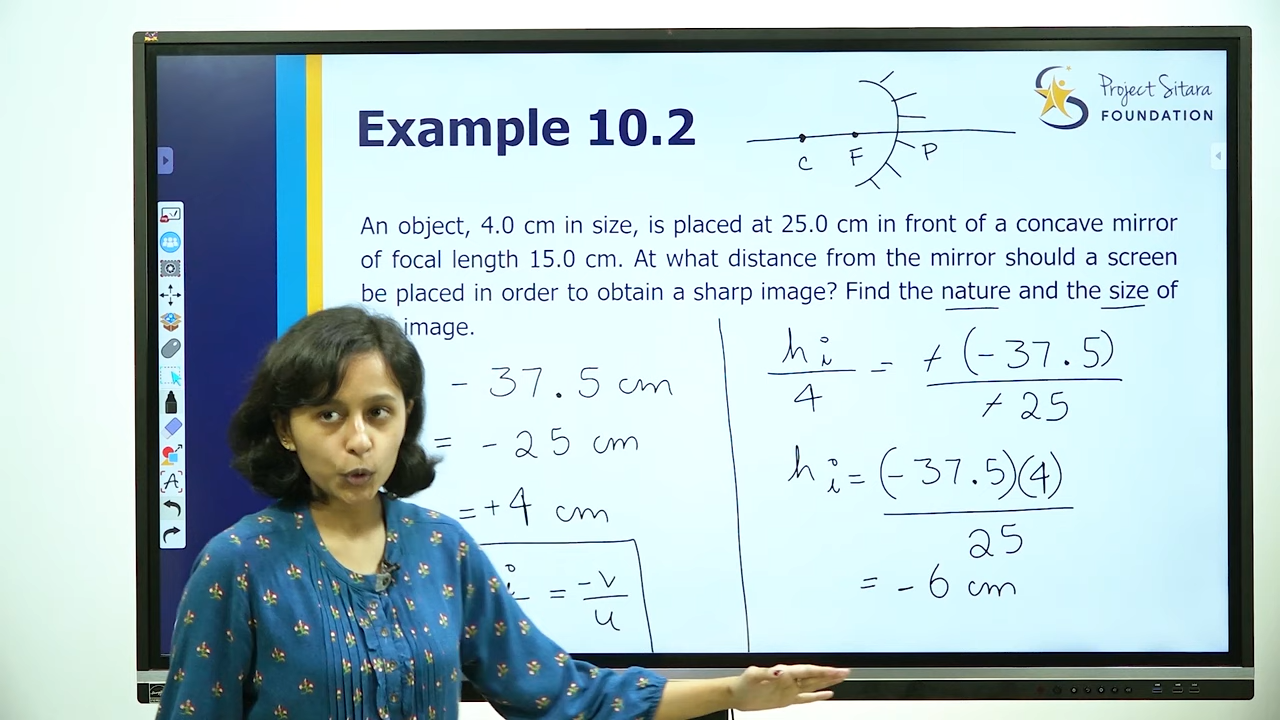 Project Sitara
FOUNDATION
Example 10.2
C F P
An object, 4.0 cm in size, is placed at 25.0 cm in front of a concave mirror
of focal length 15.0 cm. At what distance from the mirror should a screen
be placed in order to obtain a sharp image? Find the nature and the size of
image.
- 37.5 cm
= - 25 cm
= +4 cm
i = -v/u
hi/4 = + (-37.5)/+ 25
hi = (-37.5)(4)/25
= - 6 cm
A